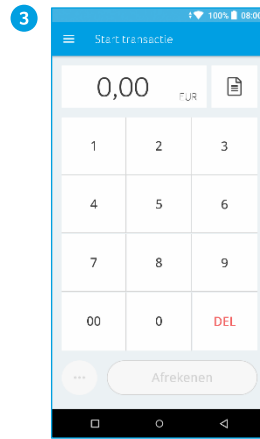 3
100% 08:00
Start transactie
0,00 EUR
1 2 3
4 5 6
7 8 9
00 0 DEL
Afrekenen